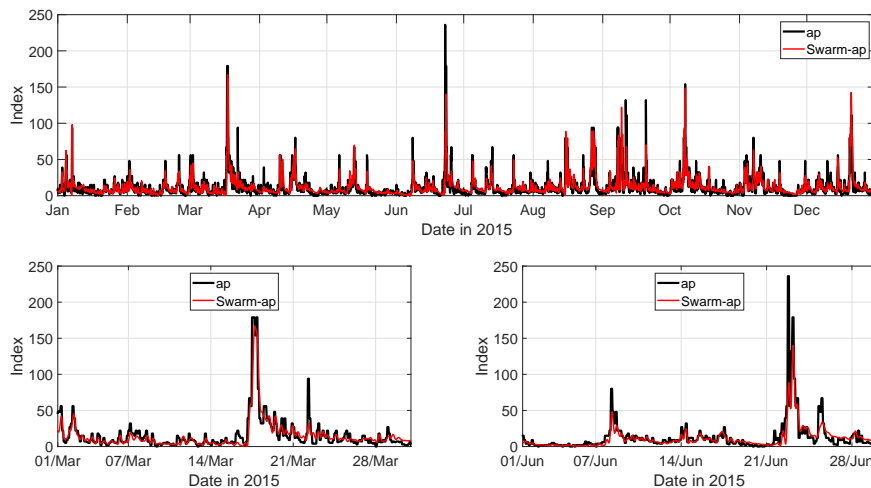 250
200
150
100
50
0
Index
ap
Swarm-ap
Jan Feb Mar Apr May Jun Jul Aug Sep Oct Nov Dec
Date in 2015
250
200
150
100
50
0
Index
ap
Swarm-ap
01/Mar 07/Mar 14/Mar 21/Mar 28/Mar
Date in 2015
250
200
150
100
50
0
Index
ap
Swarm-ap
01/Jun 07/Jun 14/Jun 21/Jun 28/Jun
Date in 2015